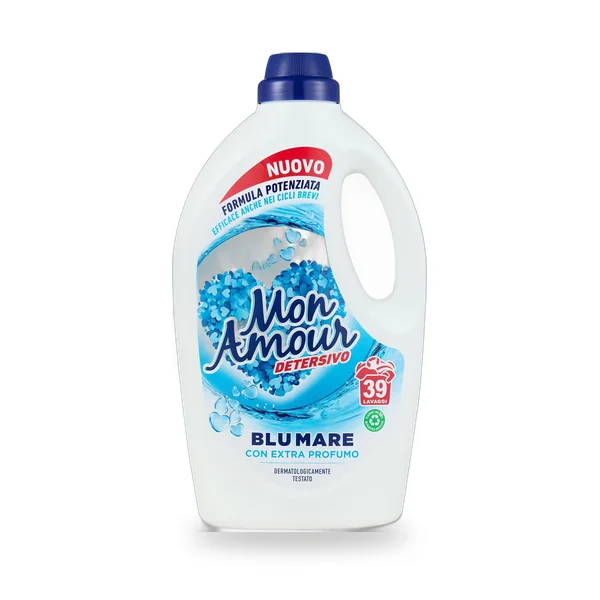 NUOVO
FORMULA POTENZIATA
EFFICACE ANCHE NEI CICLI BREVI
Mon
Amour
DETERSIVO
39
LAVAGGI
BLU MARE
CON EXTRA PROFUMO
DERMATOLOGICAMENTE
TESTATO